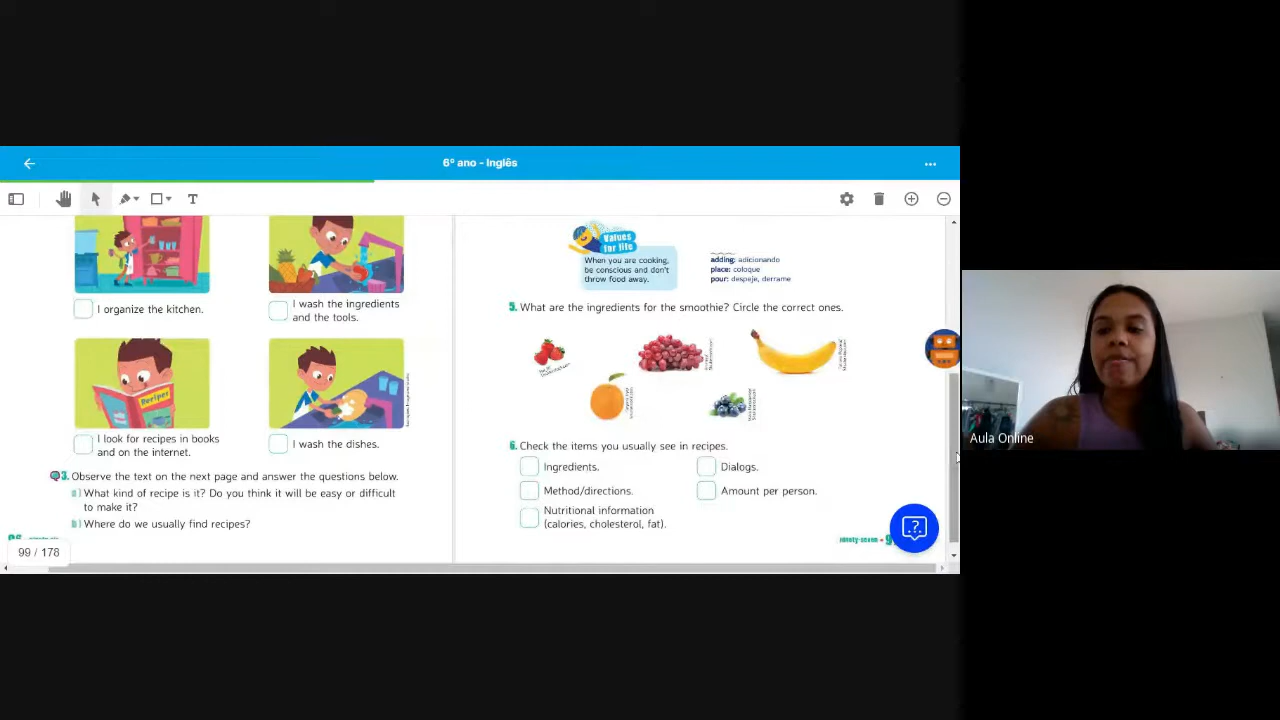 6º ano - Inglês
T
I organize the kitchen.
I wash the ingredients
and the tools.
Recipes
I look for recipes in books
and on the internet.
I wash the dishes.
3. Observe the text on the next page and answer the questions below.
a) What kind of recipe is it? Do you think it will be easy or difficult
to make it?
b) Where do we usually find recipes?
99 / 178
Values
for life
When you are cooking,
be conscious and don't
throw food away.
adding: adicionando
place: coloque
pour: despeje, derrame
5. What are the ingredients for the smoothie? Circle the correct ones.
6. Check the items you usually see in recipes.
Ingredients.
Dialogs.
Method/directions.
Amount per person.
Nutritional information
(calories, cholesterol, fat).
ninety-seven
Aula Online